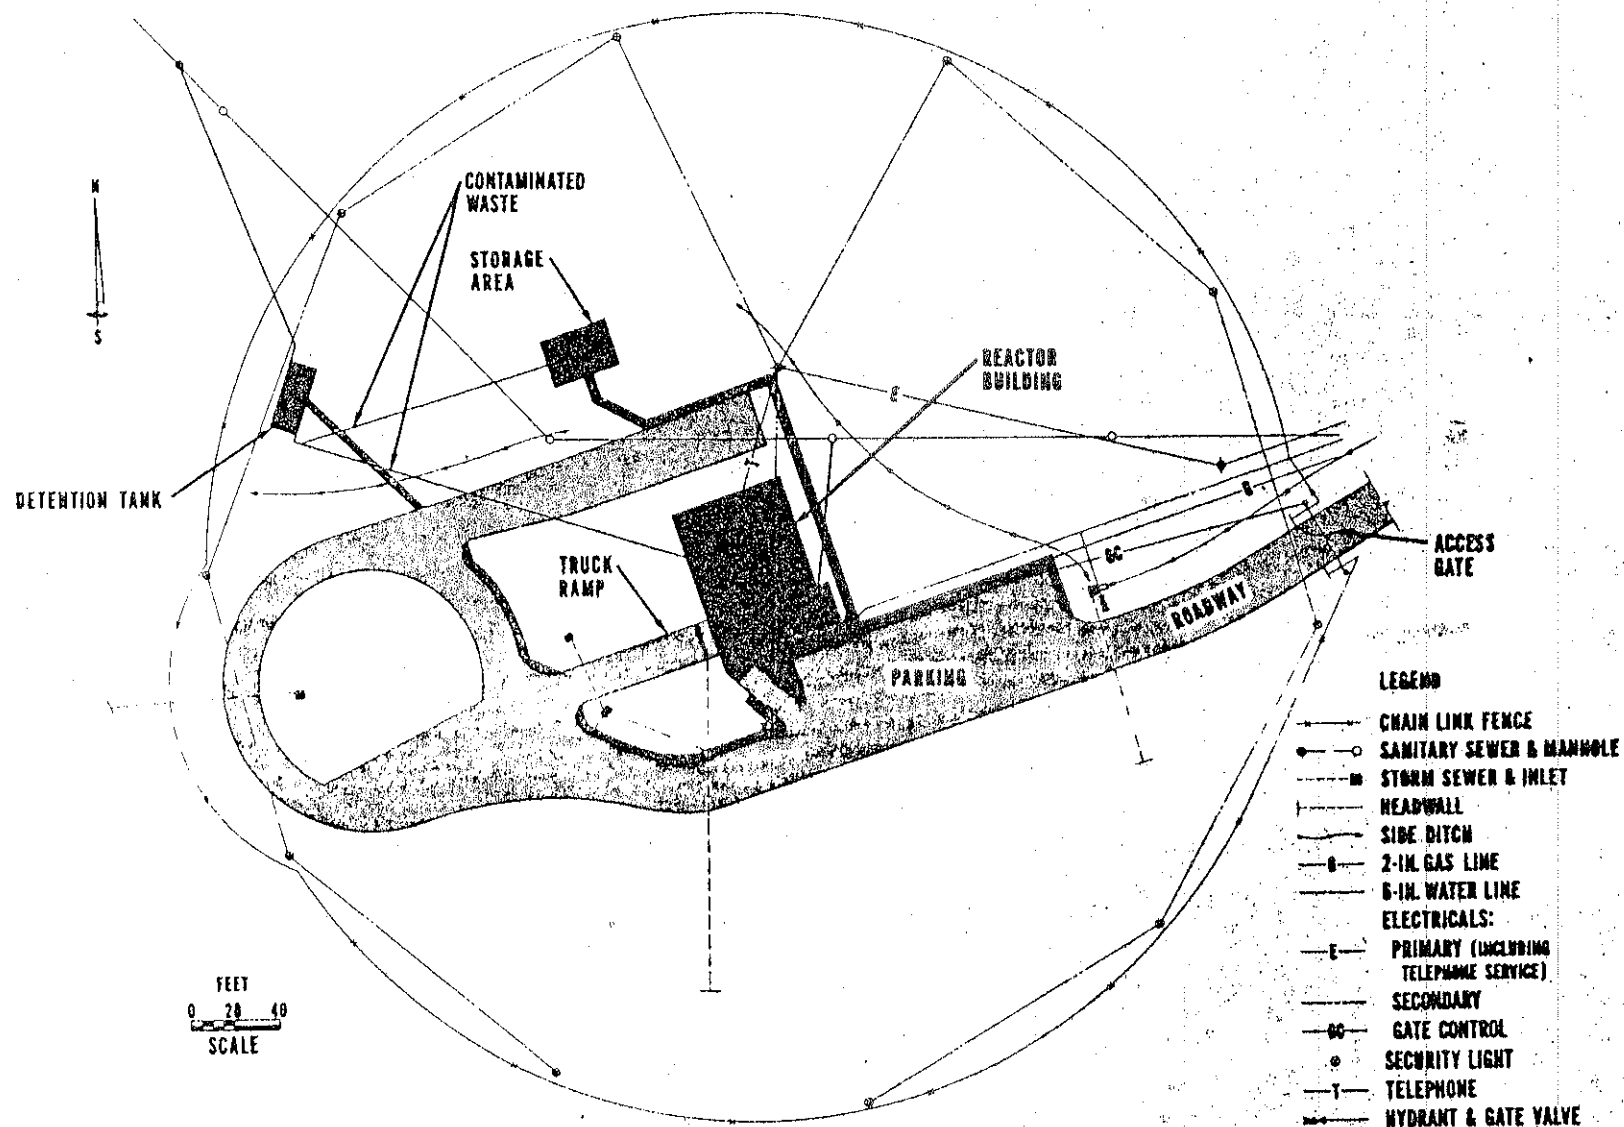 N
S
CONTAMINATED
WASTE
STORAGE
AREA
REACTOR
BUILDING
E
DETENTION TANK
T
G
TRUCK
RAMP
GC
ACCESS
GATE
ROADWAY
PARKING
LEGEND
CHAIN LINK FENCE
SANITARY SEWER & MANHOLE
STORM SEWER & INLET
HEADWALL
SIDE DITCH
G 2-IN. GAS LINE
6-IN. WATER LINE
ELECTRICALS:
E PRIMARY (INCLUDING
TELEPHONE SERVICE)
SECONDARY
GC GATE CONTROL
SECURITY LIGHT
T TELEPHONE
HYDRANT & GATE VALVE
FEET
0 20 40
SCALE